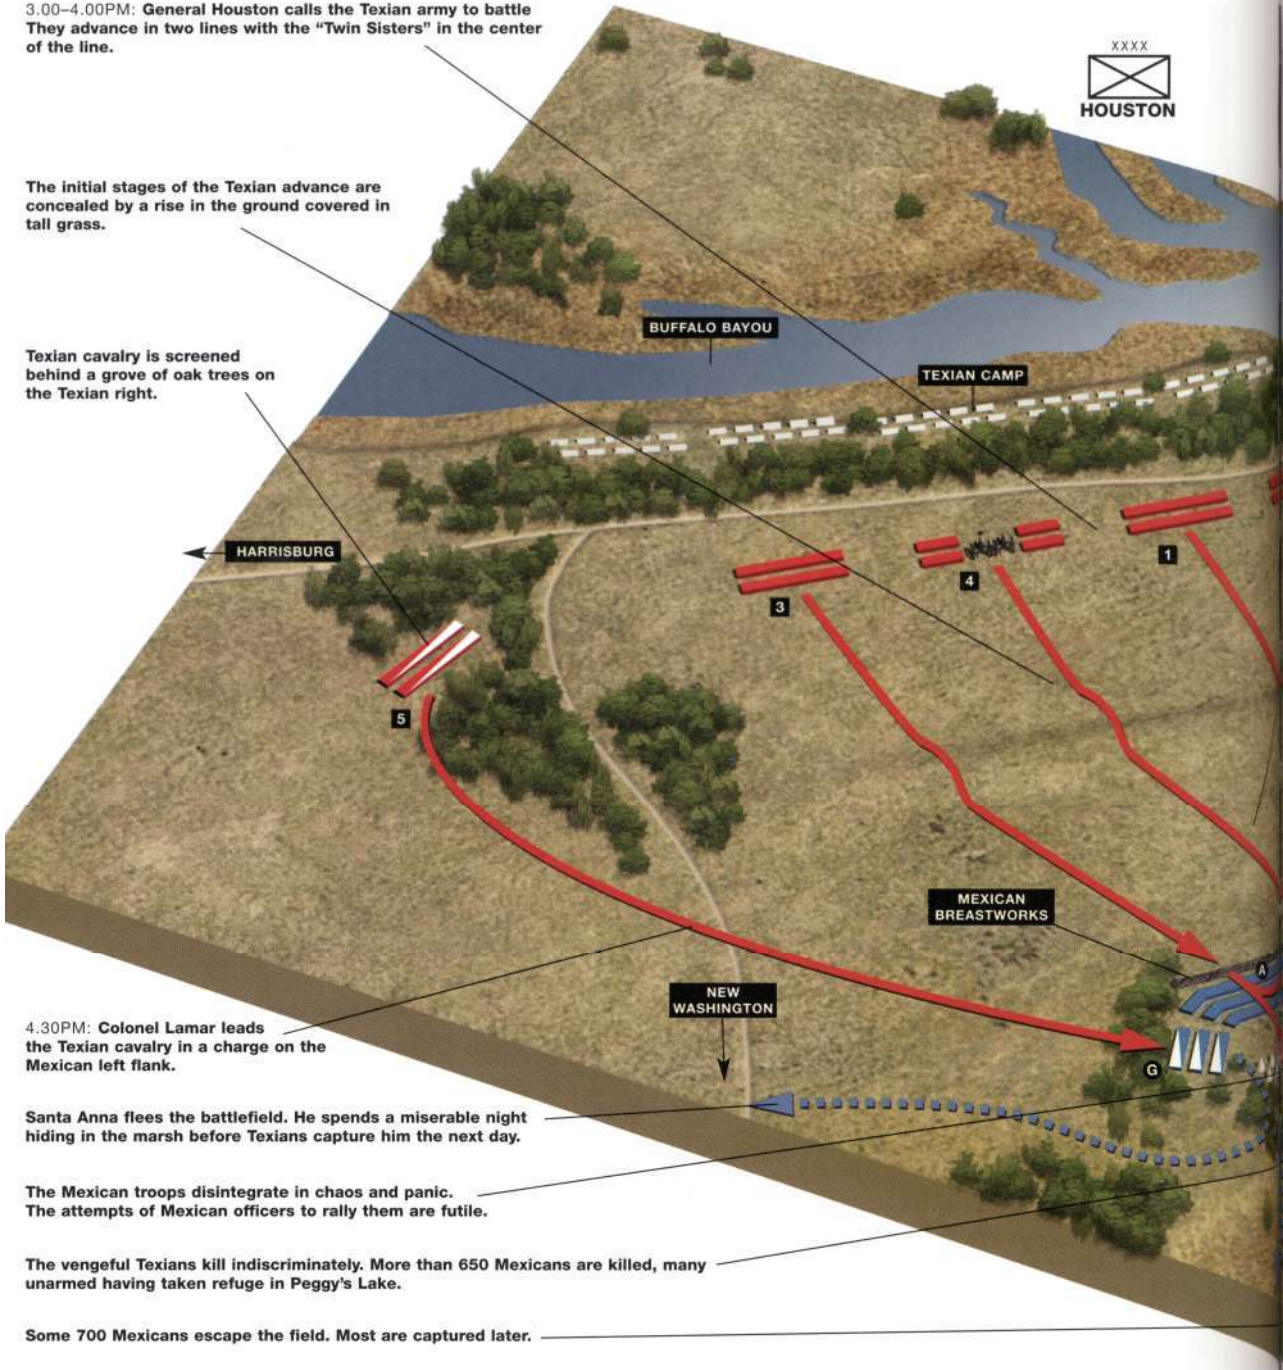 3.00–4.00PM: General Houston calls the Texian army to battle
They advance in two lines with the “Twin Sisters” in the center
of the line.
XXXX
HOUSTON
The initial stages of the Texian advance are
concealed by a rise in the ground covered in
tall grass.
BUFFALO BAYOU
Texian cavalry is screened
behind a grove of oak trees on
the Texian right.
TEXIAN CAMP
HARRISBURG
1
4
3
5
MEXICAN
BREASTWORKS
A
NEW
WASHINGTON
G
4.30PM: Colonel Lamar leads
the Texian cavalry in a charge on the
Mexican left flank.
Santa Anna flees the battlefield. He spends a miserable night
hiding in the marsh before Texians capture him the next day.
The Mexican troops disintegrate in chaos and panic.
The attempts of Mexican officers to rally them are futile.
The vengeful Texians kill indiscriminately. More than 650 Mexicans are killed, many
unarmed having taken refuge in Peggy’s Lake.
Some 700 Mexicans escape the field. Most are captured later.